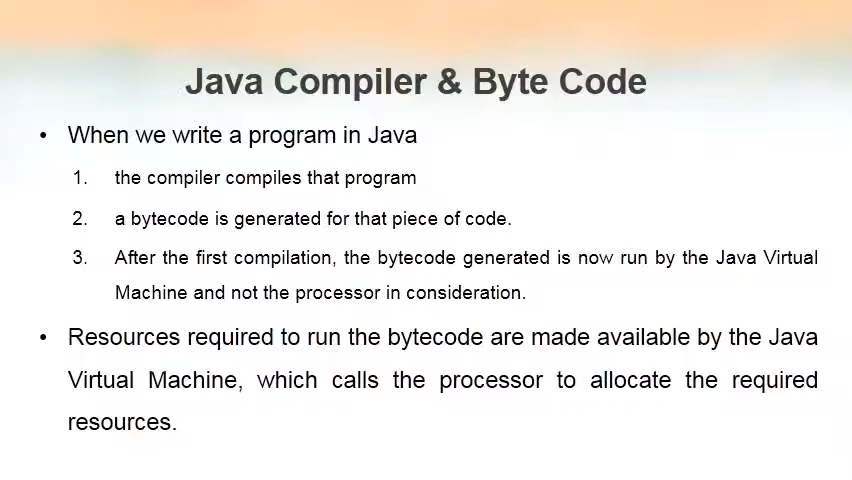 Java Compiler & Byte Code
• When we write a program in Java
1. the compiler compiles that program
2. a bytecode is generated for that piece of code.
3. After the first compilation, the bytecode generated is now run by the Java Virtual
Machine and not the processor in consideration.
• Resources required to run the bytecode are made available by the Java
Virtual Machine, which calls the processor to allocate the required
resources.